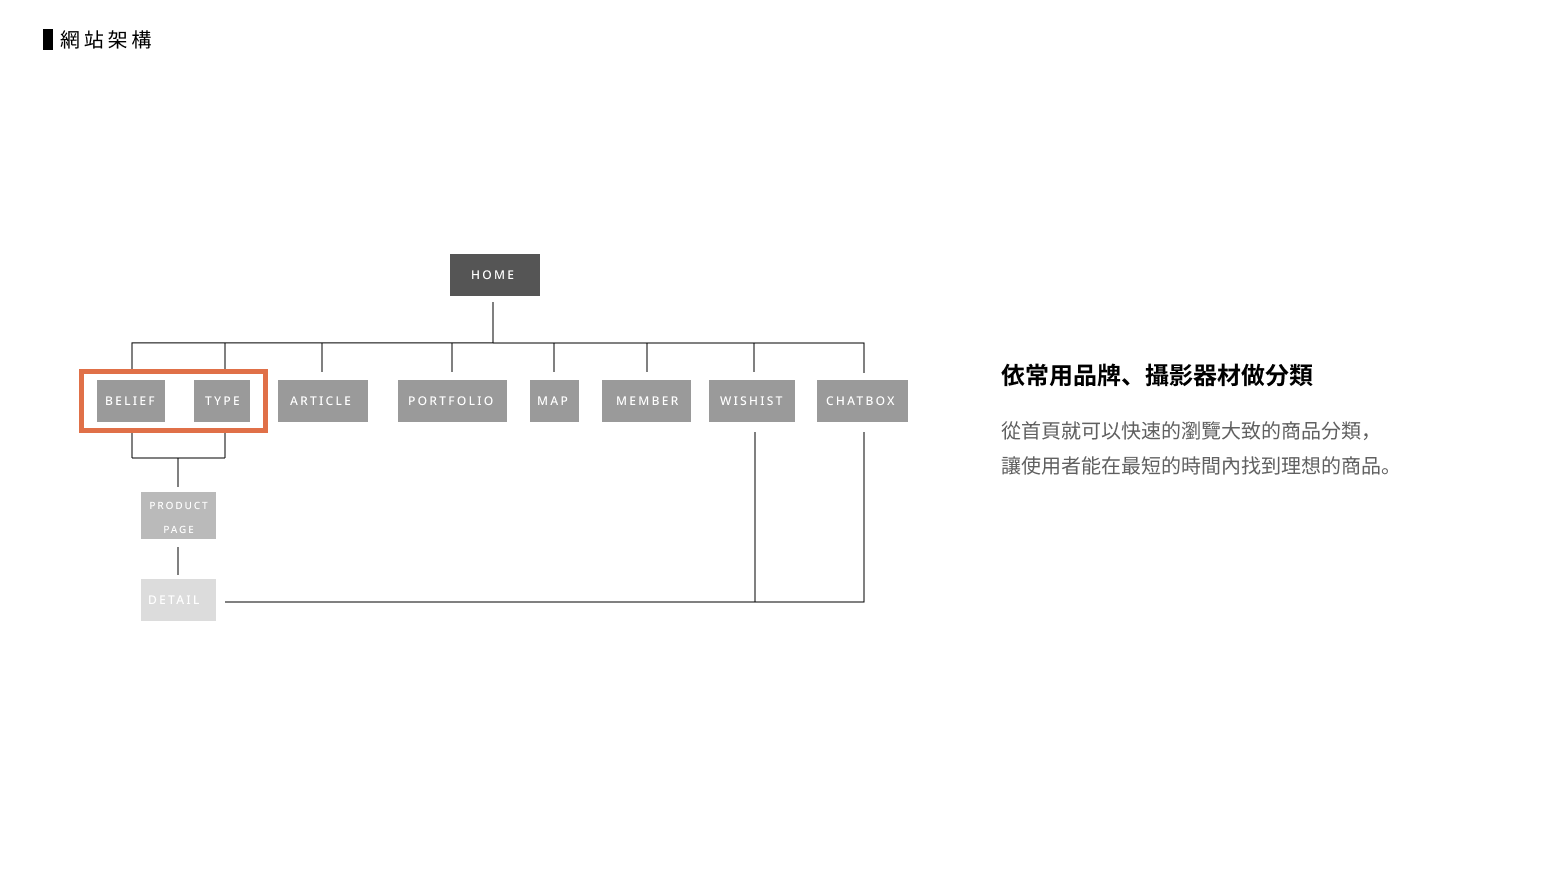 網站架構
HOME
BELIEF TYPE ARTICLE PORTFOLIO MAP MEMBER WISHIST CHATBOX
PRODUCT
PAGE
DETAIL
依常用品牌、攝影器材做分類
從首頁就可以快速的瀏覽大致的商品分類，
讓使用者能在最短的時間內找到理想的商品。